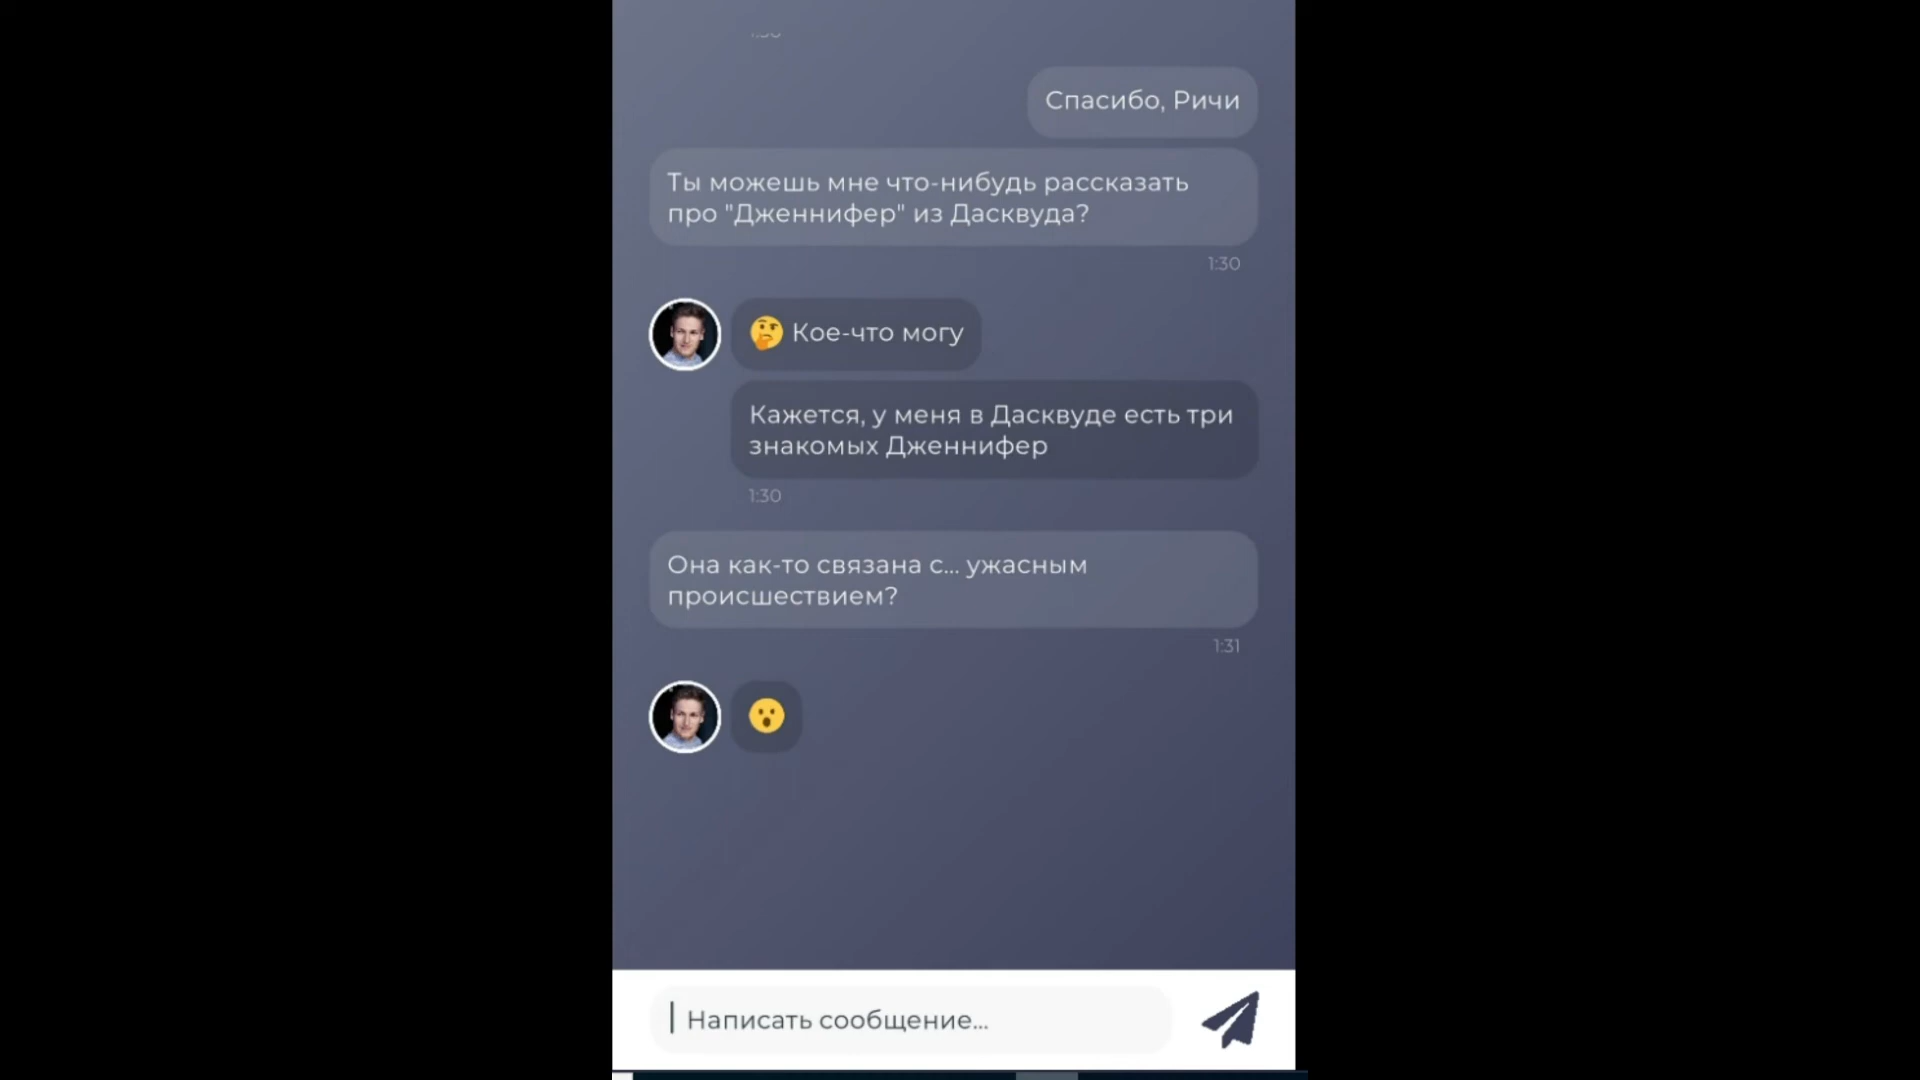 Спасибо, Ричи
Ты можешь мне что-нибудь рассказать
про "Дженнифер" из Дасквуда?
1:30
🤔 Кое-что могу
Кажется, у меня в Дасквуде есть три
знакомых Дженнифер
1:30
Она как-то связана с... ужасным
происшествием?
1:31
😮
Написать сообщение...